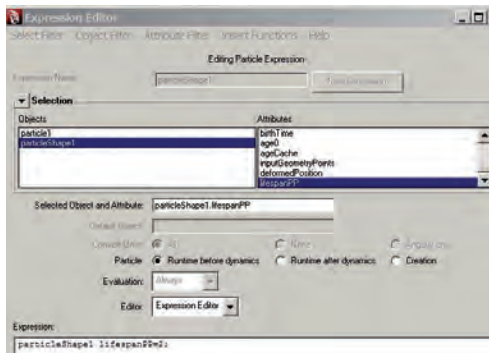 Expression Editor
Select Filter Object Filter Attribute Filter Insert Functions Help
Editing Particle Expression
Expression Name particleShape1 New Expression
Selection
Objects Attributes
particle1
particleShape1
birthTime
age0
ageCache
inputGeometryPoints
deformedPosition
lifespanPP
Selected Object and Attribute: particleShape1.lifespanPP
Default Object:
Convert Units: All None Angular only
Particle: Runtime before dynamics Runtime after dynamics Creation
Evaluation: Always
Editor: Expression Editor
Expression:
particleShape1.lifespanPP=2;